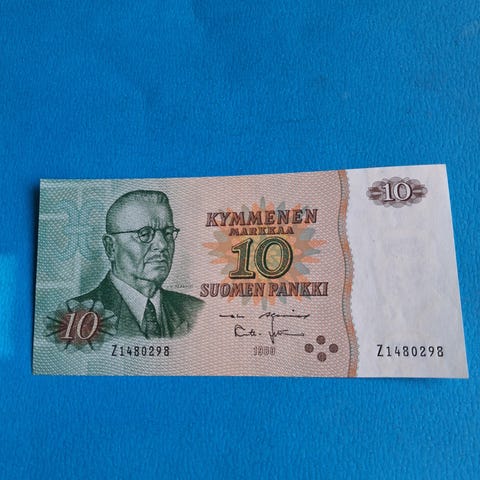 10
KYMMENEN
MARKKAA
10
SUOMEN PANKKI
10
Z1480298
1980
Z1480298